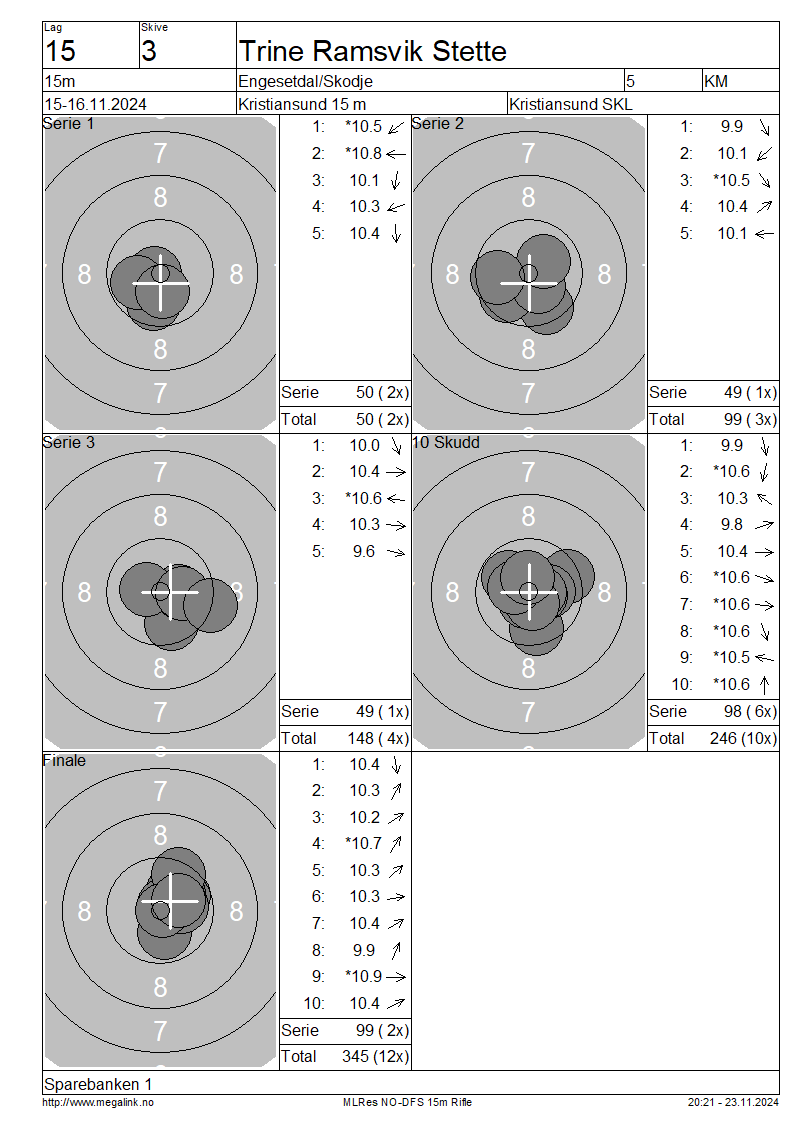 Lag Skive
15 3 Trine Ramsvik Stette
15m Engesetdal/Skodje 5 KM
15-16.11.2024 Kristiansund 15 m Kristiansund SKL
Serie 1
7
8
8 8
8
7
1: *10.5
2: *10.8
3: 10.1
4: 10.3
5: 10.4
Serie 50 ( 2x)
Total 50 ( 2x)
Serie 2
7
8
8 8
8
7
1: 9.9
2: 10.1
3: *10.5
4: 10.4
5: 10.1
Serie 49 ( 1x)
Total 99 ( 3x)
Serie 3
7
8
8 8
8
7
1: 10.0
2: 10.4
3: *10.6
4: 10.3
5: 9.6
Serie 49 ( 1x)
Total 148 ( 4x)
10 Skudd
7
8
8 8
8
7
1: 9.9
2: *10.6
3: 10.3
4: 9.8
5: 10.4
6: *10.6
7: *10.6
8: *10.6
9: *10.5
10: *10.6
Serie 98 ( 6x)
Total 246 (10x)
Finale
7
8
8 8
8
7
1: 10.4
2: 10.3
3: 10.2
4: *10.7
5: 10.3
6: 10.3
7: 10.4
8: 9.9
9: *10.9
10: 10.4
Serie 99 ( 2x)
Total 345 (12x)
Sparebanken 1
http://www.megalink.no MLRes NO-DFS 15m Rifle 20:21 - 23.11.2024